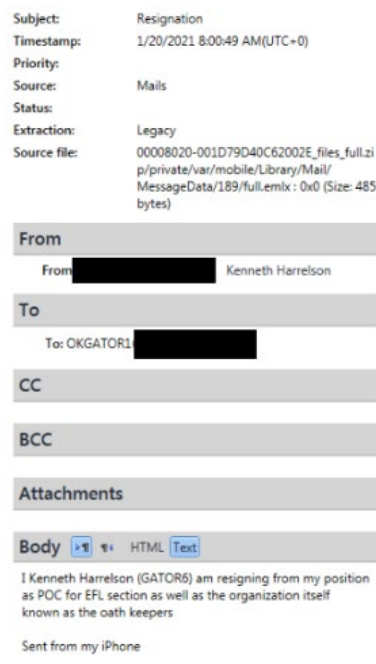 Subject: Resignation
Timestamp: 1/20/2021 8:00:49 AM(UTC+0)
Priority:
Source: Mails
Status:
Extraction: Legacy
Source file: 00008020-001D79D40C62002E_files_full.zi
p/private/var/mobile/Library/Mail/
MessageData/189/full.emlx : 0x0 (Size: 485
bytes)
From
From Kenneth Harrelson
To
To: OKGATOR1
CC
BCC
Attachments
Body HTML Text
I Kenneth Harrelson (GATOR6) am resigning from my position
as POC for EFL section as well as the organization itself
known as the oath keepers
Sent from my iPhone